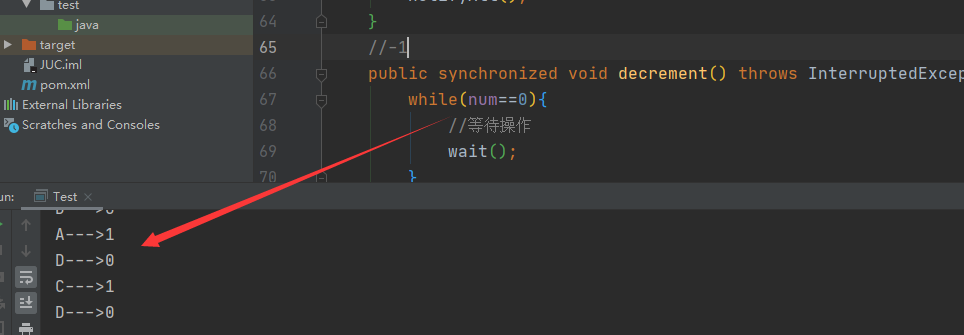 test
java
target
JUC.iml
pom.xml
External Libraries
Scratches and Consoles
64 }
65 //-1
66 public synchronized void decrement() throws InterruptedExcep
67 while(num==0){
68 //等待操作
69 wait();
70 }
un: Test ×
A--->1
D--->0
C--->1
D--->0